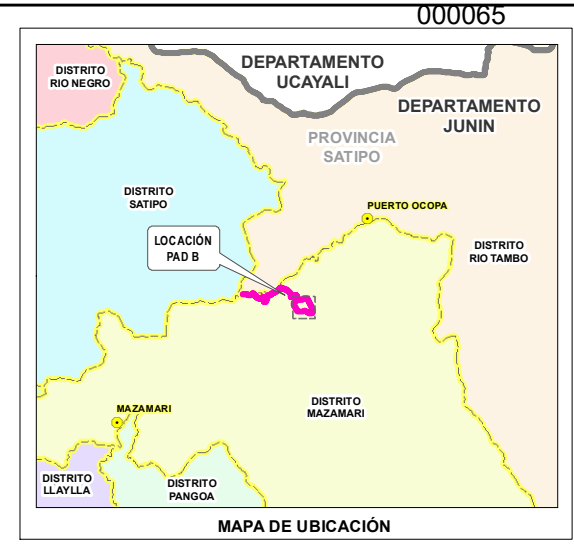 000065
DEPARTAMENTO
UCAYALI
DISTRITO
RIO NEGRO
DEPARTAMENTO
JUNIN
PROVINCIA
SATIPO
DISTRITO
SATIPO
PUERTO OCOPA
LOCACIÓN
PAD B
DISTRITO
RIO TAMBO
DISTRITO
MAZAMARI
MAZAMARI
DISTRITO
LLAYLLA
DISTRITO
PANGOA
MAPA DE UBICACIÓN